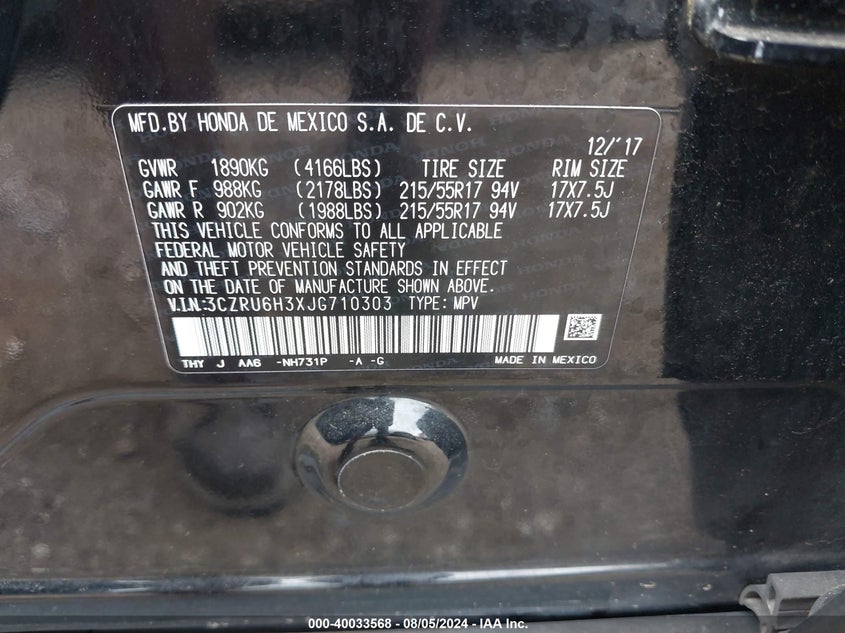 MFD.BY HONDA DE MEXICO S.A. DE C.V.
12/'17
GVWR 1890KG (4166LBS) TIRE SIZE RIM SIZE
GAWR F 988KG (2178LBS) 215/55R17 94V 17X7.5J
GAWR R 902KG (1988LBS) 215/55R17 94V 17X7.5J
THIS VEHICLE CONFORMS TO ALL APPLICABLE
FEDERAL MOTOR VEHICLE SAFETY
AND THEFT PREVENTION STANDARDS IN EFFECT
ON THE DATE OF MANUFACTURE SHOWN ABOVE.
V.I.N:3CZRU6H3XJG710303 TYPE: MPV
THY J AA6 -NH731P -A -G MADE IN MEXICO
000-40033568 - 08/05/2024 - IAA Inc.